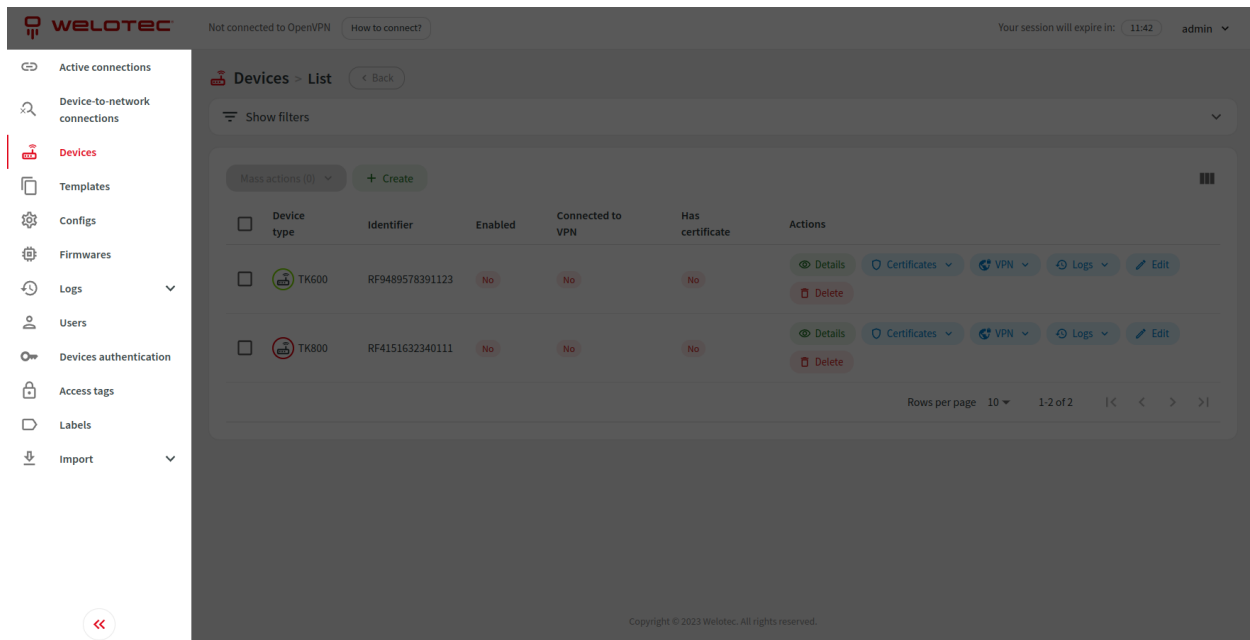 WELOTEC
Not connected to OpenVPN How to connect? Your session will expire in: 11:42 admin
Active connections
Device-to-network
connections
Devices
Templates
Configs
Firmwares
Logs
Users
Devices authentication
Access tags
Labels
Import
Devices > List Back
Show filters
Mass actions (0) + Create
Device
type
Identifier
Enabled
Connected to
VPN
Has
certificate
Actions
TK600 RF9489578391123 No No No Details Certificates VPN Logs Edit
Delete
TK800 RF4151632340111 No No No Details Certificates VPN Logs Edit
Delete
Rows per page 10 1-2 of 2
Copyright © 2023 Welotec. All rights reserved.